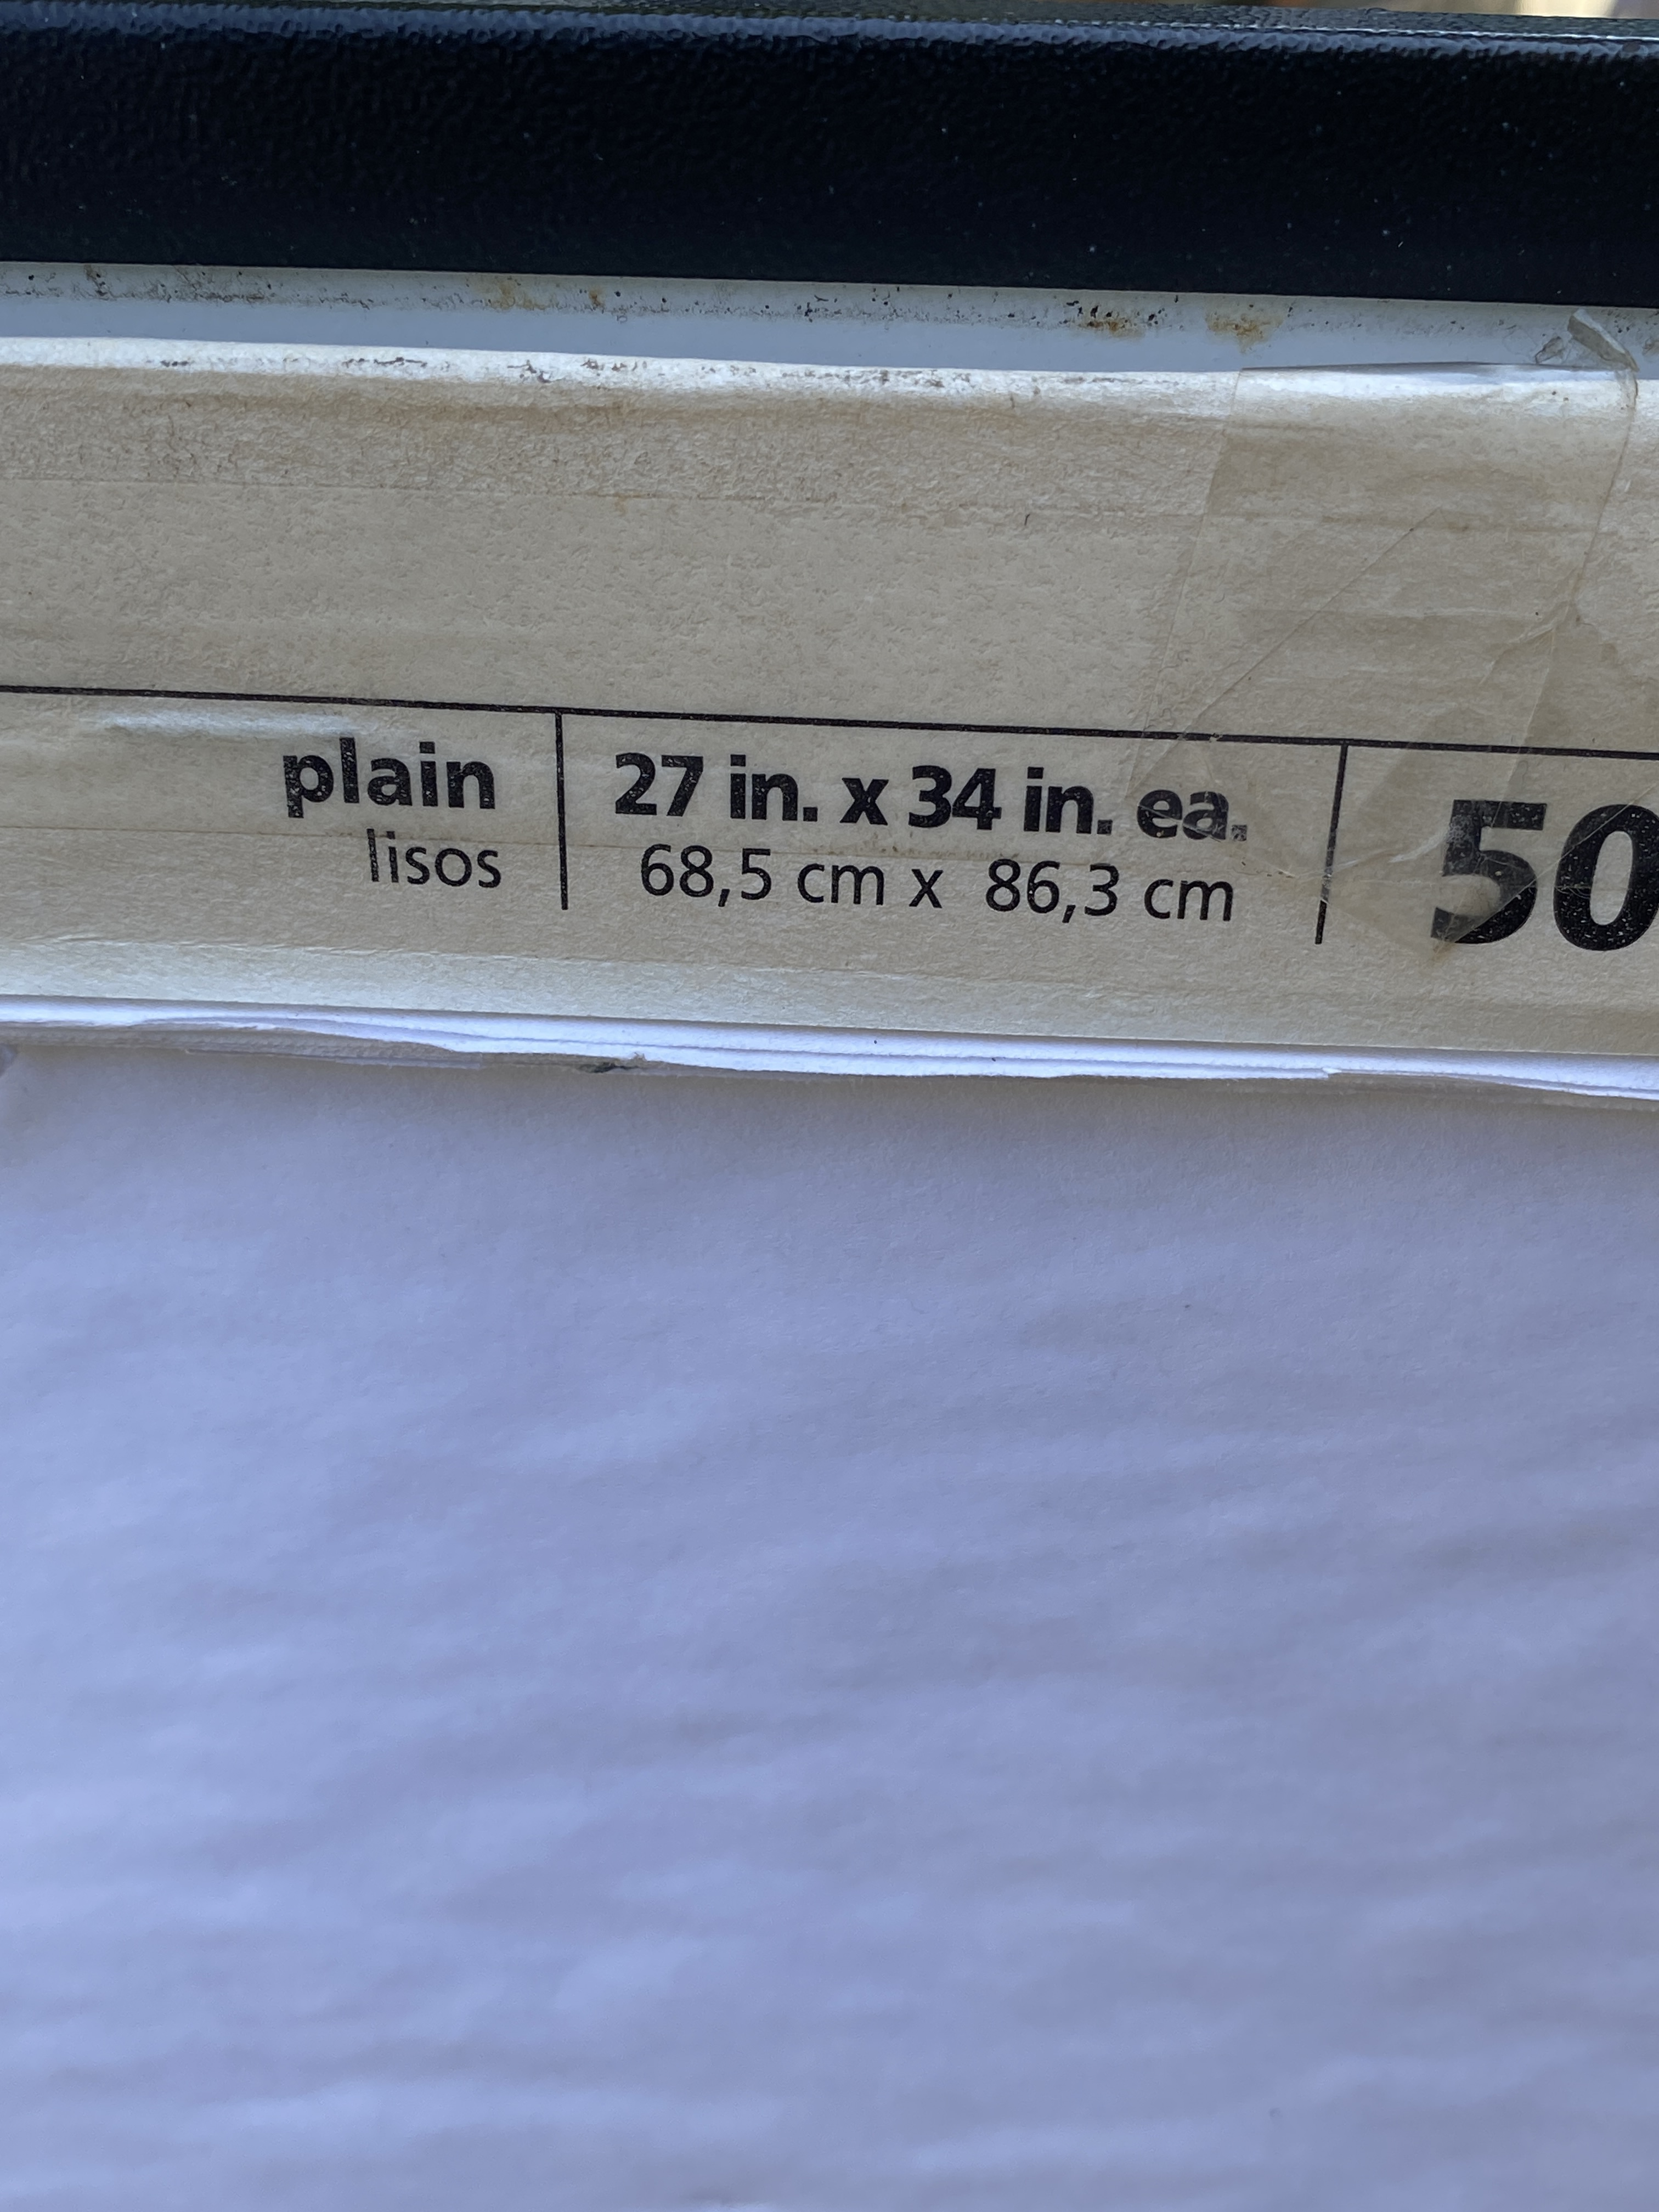 plain
lisos
27 in. x 34 in. ea.
68,5 cm x 86,3 cm
50